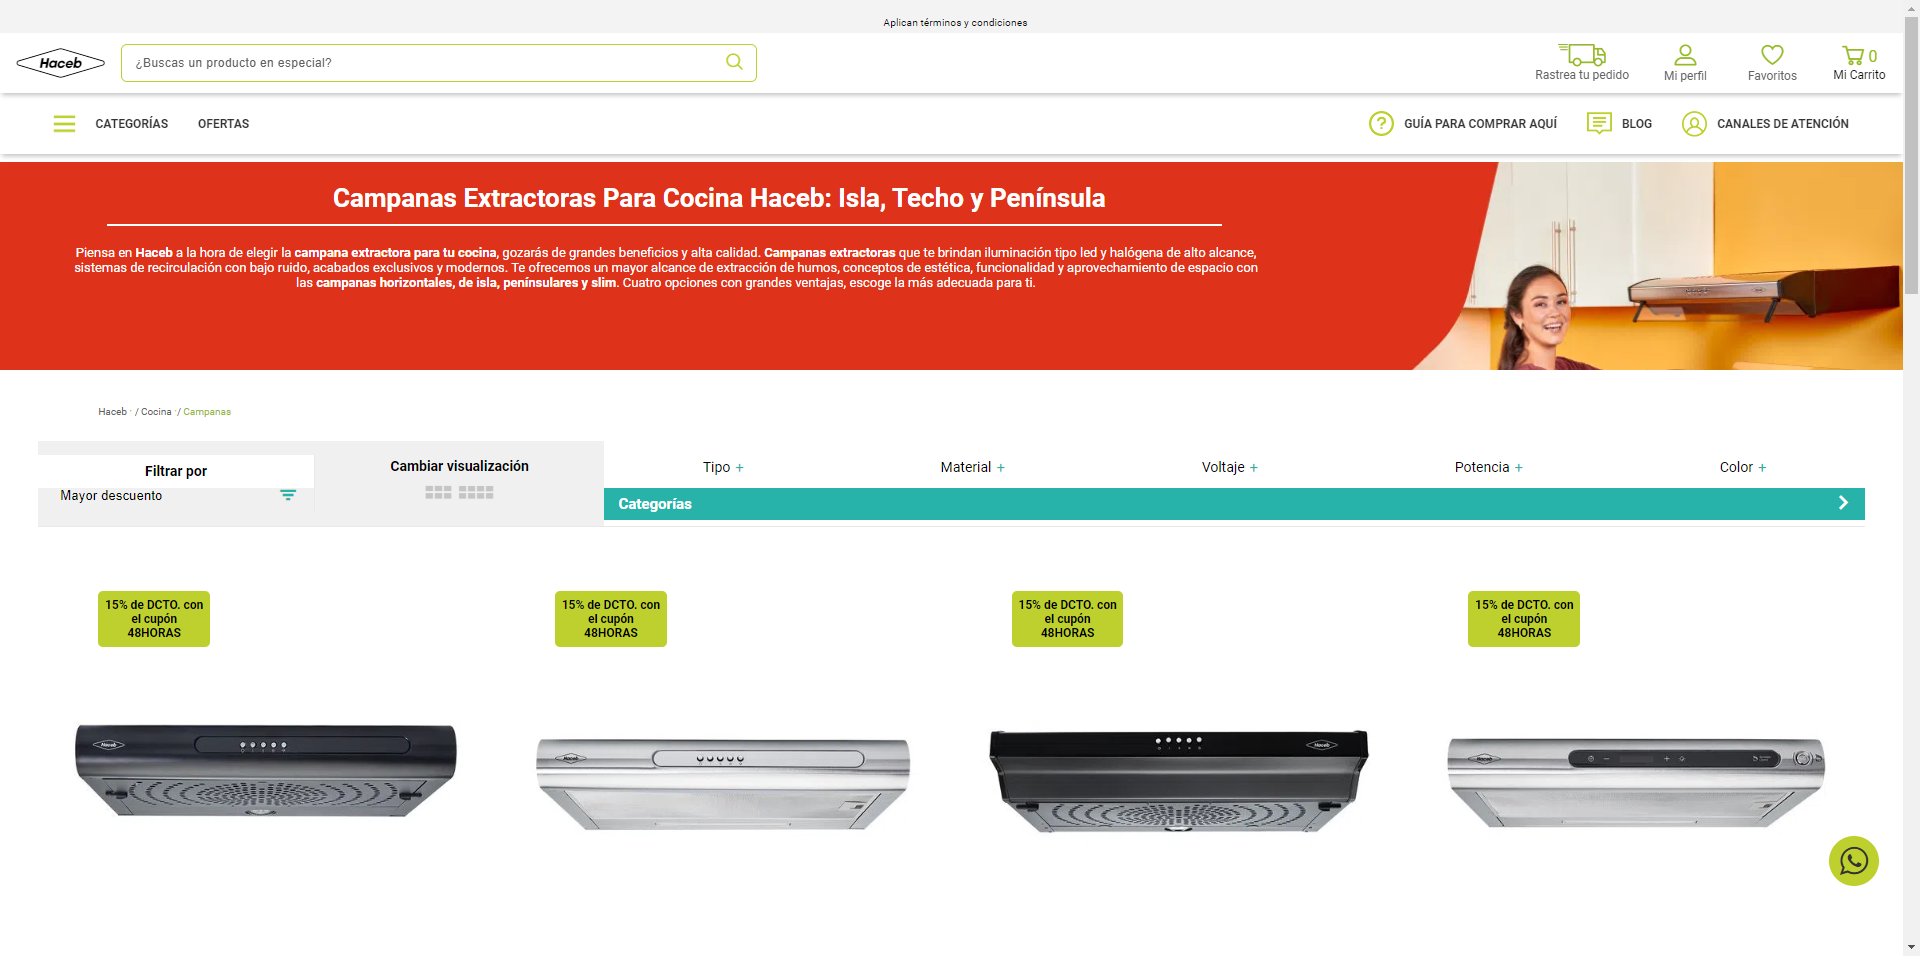 Aplican términos y condiciones
Haceb
¿Buscas un producto en especial?
Rastrea tu pedido
Mi perfil
Favoritos
0
Mi Carrito
CATEGORÍAS
OFERTAS
GUÍA PARA COMPRAR AQUÍ
BLOG
CANALES DE ATENCIÓN
Campanas Extractoras Para Cocina Haceb: Isla, Techo y Península
Piensa en Haceb a la hora de elegir la campana extractora para tu cocina, gozarás de grandes beneficios y alta calidad. Campanas extractoras que te brindan iluminación tipo led y halógena de alto alcance,
sistemas de recirculación con bajo ruido, acabados exclusivos y modernos. Te ofrecemos un mayor alcance de extracción de humos, conceptos de estética, funcionalidad y aprovechamiento de espacio con
las campanas horizontales, de isla, penínsulares y slim. Cuatro opciones con grandes ventajas, escoge la más adecuada para ti.
Haceb / Cocina / Campanas
Filtrar por
Mayor descuento
Cambiar visualización
Tipo +
Material +
Voltaje +
Potencia +
Color +
Categorías
15% de DCTO. con
el cupón
48HORAS
15% de DCTO. con
el cupón
48HORAS
15% de DCTO. con
el cupón
48HORAS
15% de DCTO. con
el cupón
48HORAS
Haceb
Haceb
Haceb
Haceb